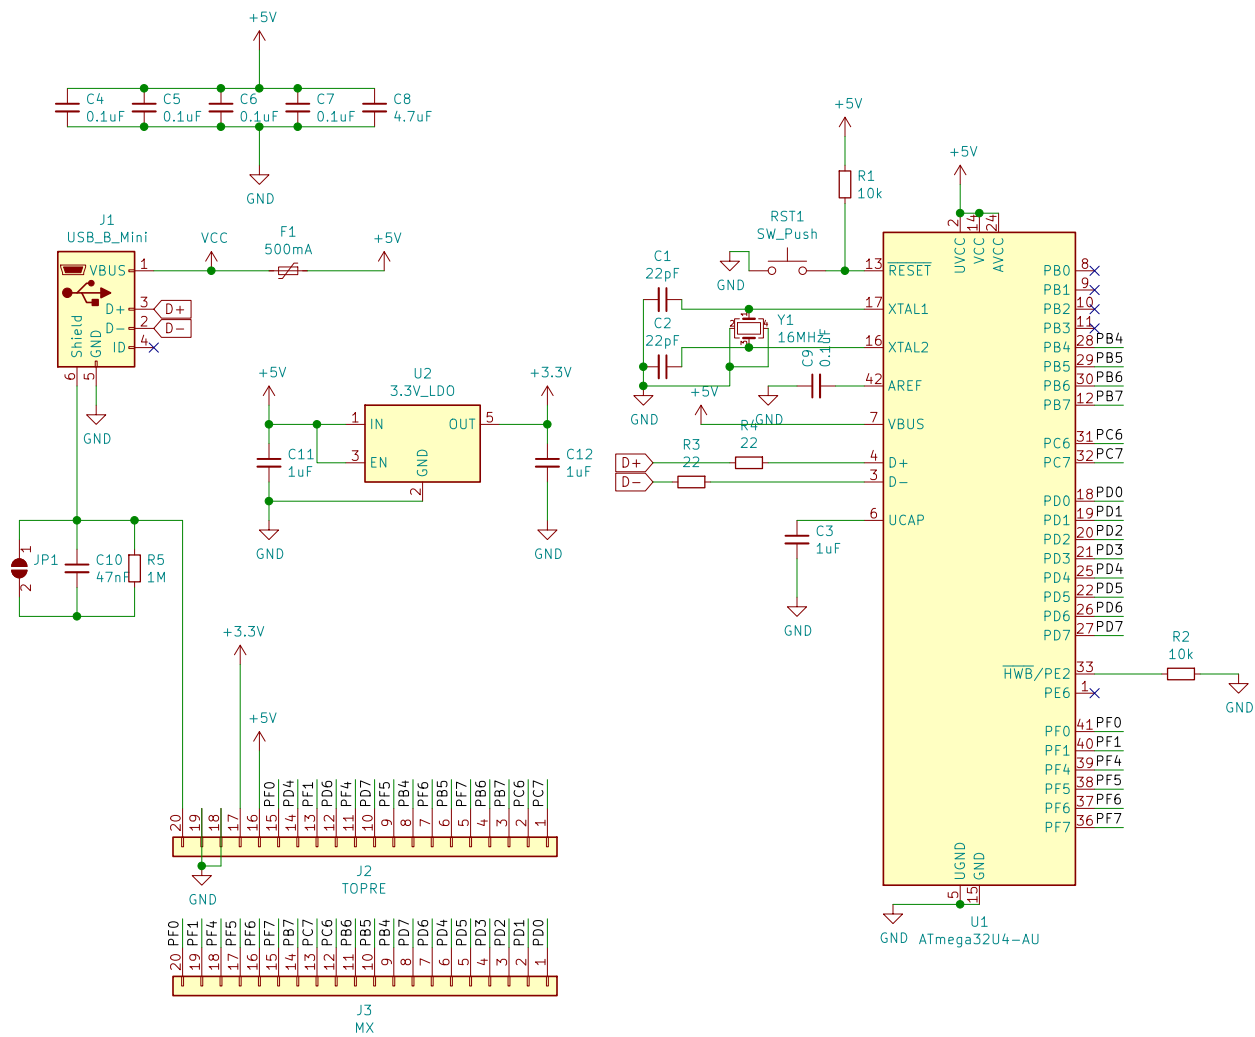 +5V
C4
0.1uF
C5
0.1uF
C6
0.1uF
C7
0.1uF
C8
4.7uF
GND
J1
USB_B_Mini
VBUS
1
D+
3
D+
D-
2
D-
ID
4
Shield
GND
6
5
GND
VCC
F1
500mA
+5V
+5V
U2
3.3V_LDO
+3.3V
1
IN
OUT
5
3
EN
GND
2
C11
1uF
C12
1uF
GND
GND
JP1
1
2
C10
47nF
R5
1M
+3.3V
+5V
PF0
PD4
PF1
PD6
PF4
PD7
PF5
PB4
PF6
PB5
PF7
PB6
PB7
PC6
PC7
20
19
18
17
16
15
14
13
12
11
10
9
8
7
6
5
4
3
2
1
GND
J2
TOPRE
PF0
PF1
PF4
PF5
PF6
PF7
PB7
PC7
PC6
PB6
PB5
PB4
PD7
PD6
PD4
PD5
PD3
PD2
PD1
PD0
20
19
18
17
16
15
14
13
12
11
10
9
8
7
6
5
4
3
2
1
J3
MX
+5V
R1
10k
RST1
SW_Push
GND
C1
22pF
C2
22pF
1
2
3
4
Y1
16MHz
GND
C9
0.1uF
GND
+5V
R4
22
R3
22
D+
D-
C3
1uF
GND
+5V
2
14
24
UVCC
VCC
AVCC
13
RESET
17
XTAL1
16
XTAL2
42
AREF
7
VBUS
4
D+
3
D-
6
UCAP
PB0
8
PB1
9
PB2
10
PB3
11
PB4
28
PB4
PB5
29
PB5
PB6
30
PB6
PB7
12
PB7
PC6
31
PC6
PC7
32
PC7
PD0
18
PD0
PD1
19
PD1
PD2
20
PD2
PD3
21
PD3
PD4
25
PD4
PD5
22
PD5
PD6
26
PD6
PD7
27
PD7
HWB/PE2
33
PE6
1
R2
10k
GND
PF0
41
PF0
PF1
40
PF1
PF4
39
PF4
PF5
38
PF5
PF6
37
PF6
PF7
36
PF7
UGND
GND
5
15
GND
U1
ATmega32U4-AU